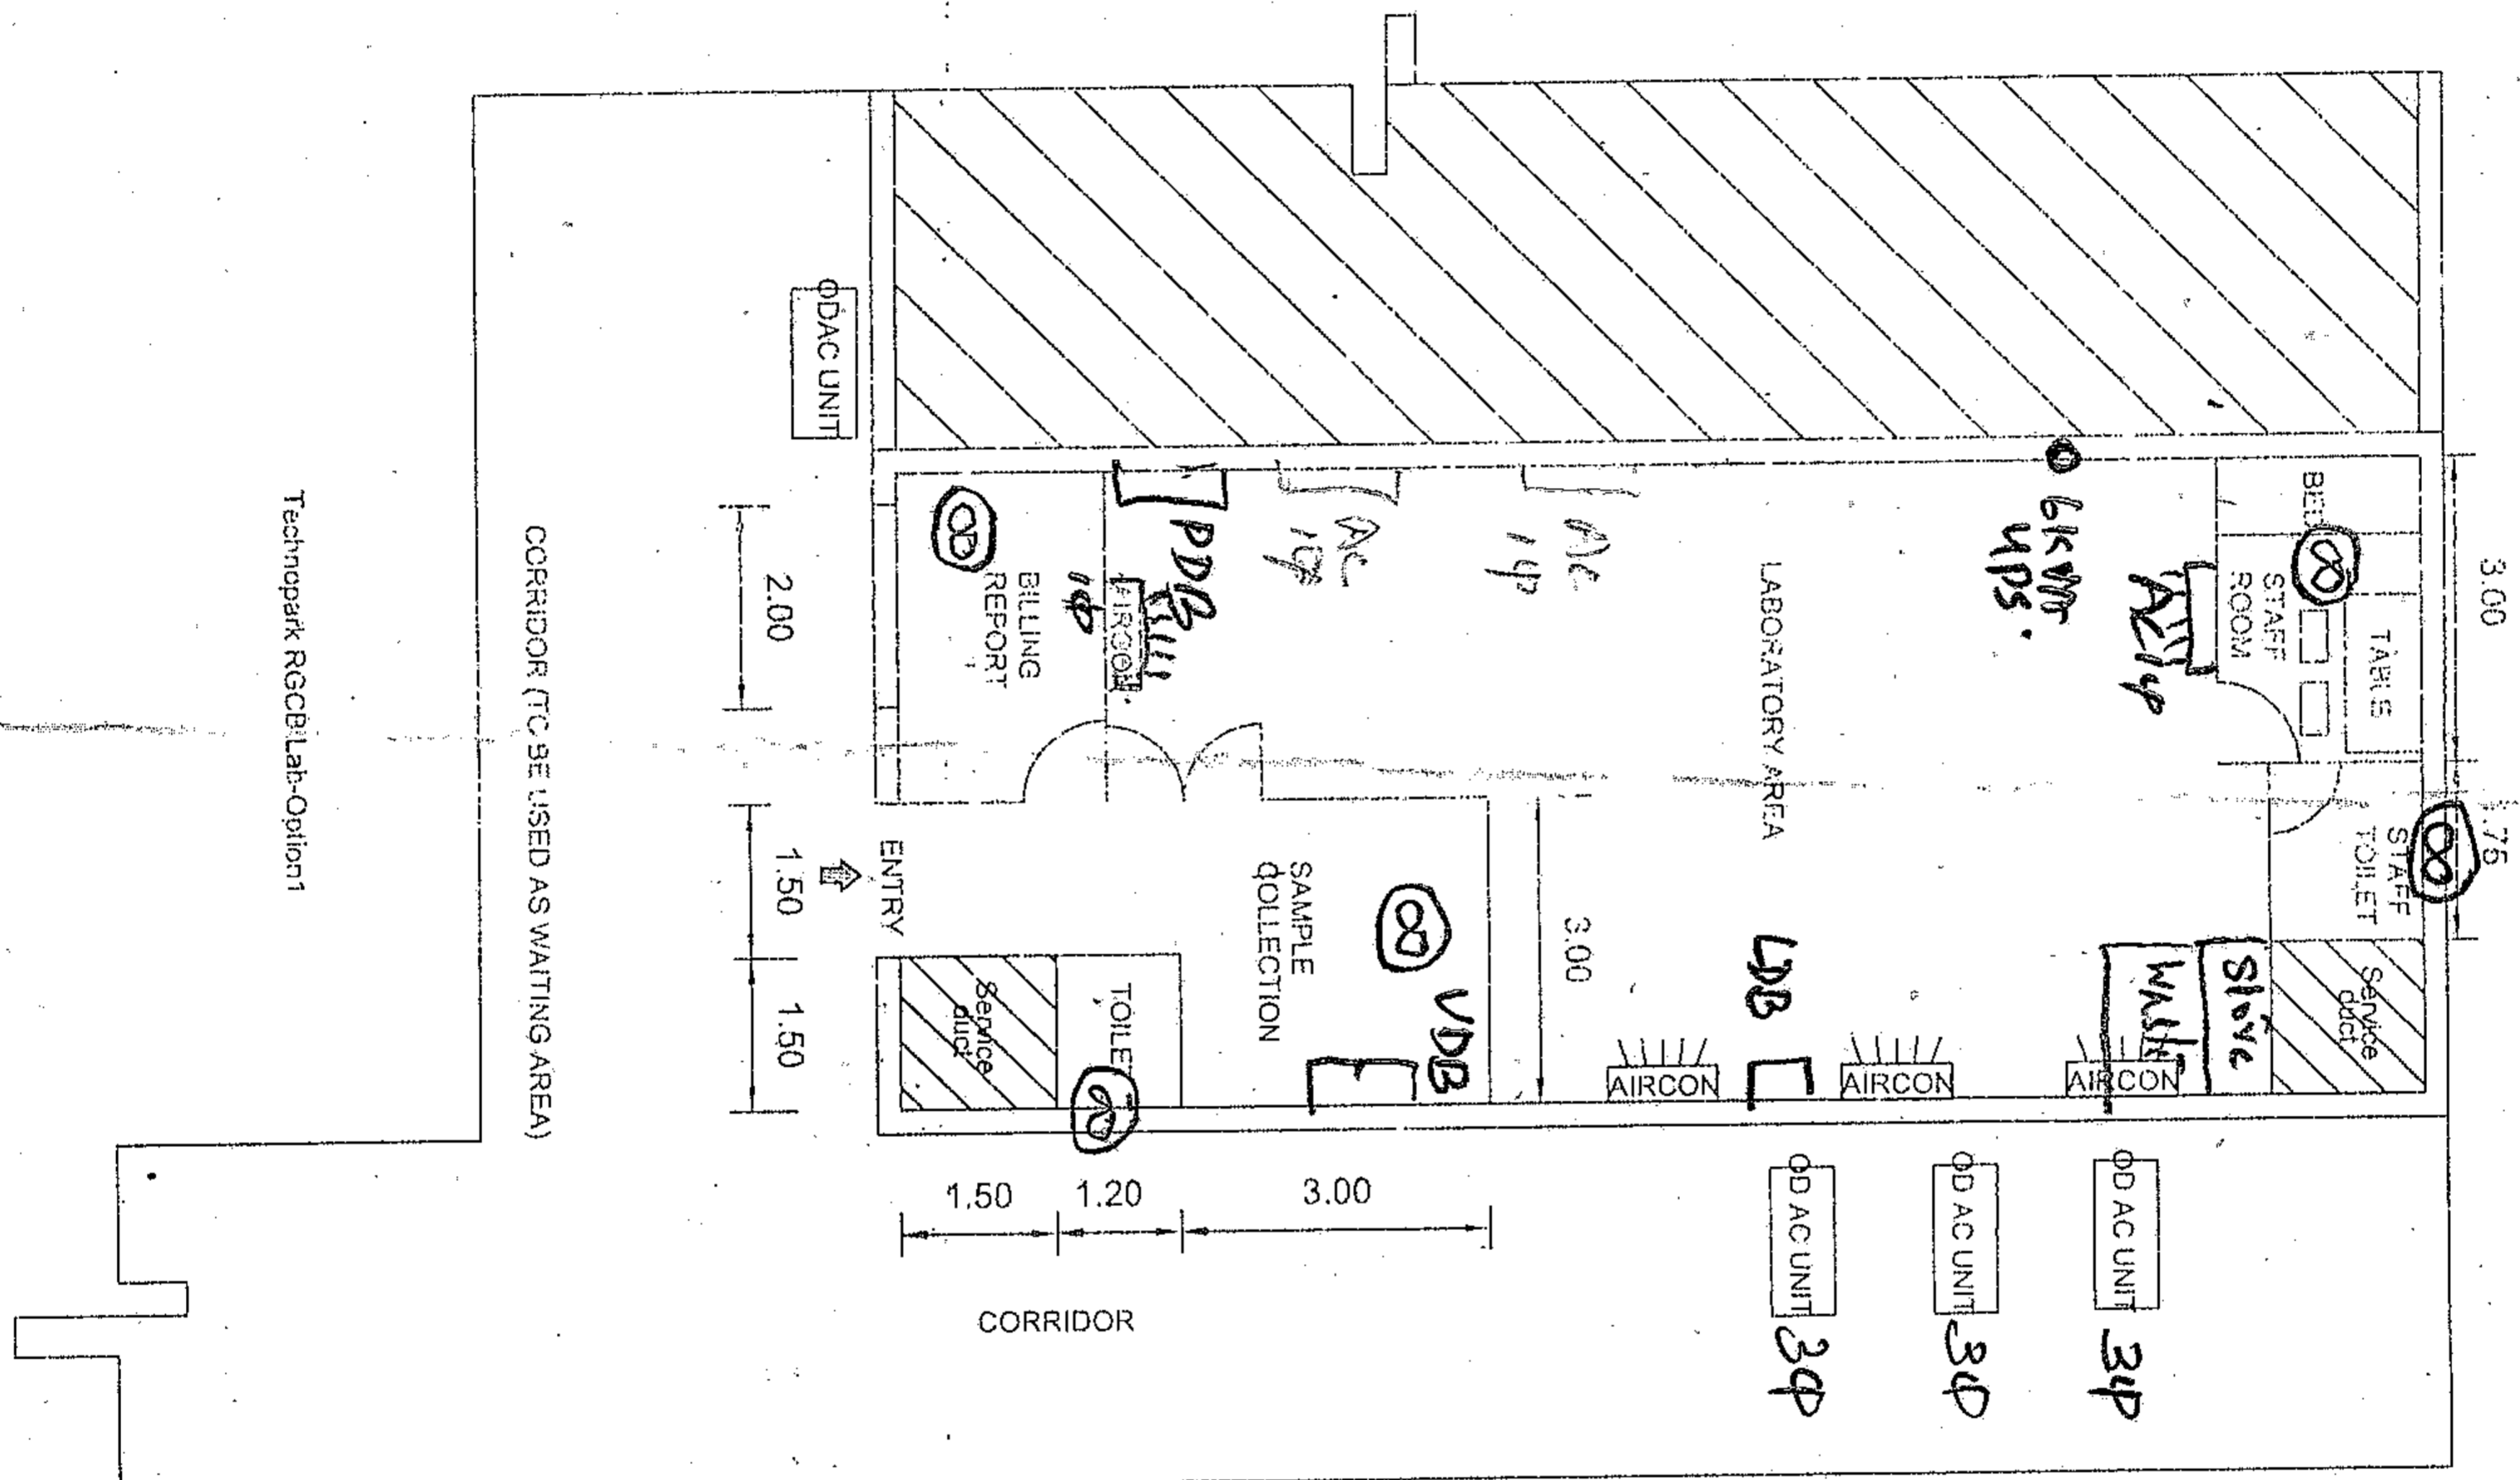 3.00
.75
BED
TABLE
STAFF
ROOM
STAFF
TOILET
Service
duct
Store
AC 1φ
6KVA
UPS.
LABORATORY AREA
AC
1φ
AC
1φ
PDB
AIRCON
1φ
BILLING
REPORT
LDB
AIRCON
AIRCON
AIRCON
3.00
SAMPLE
COLLECTION
VDB
TOILET
Service
duct
ENTRY
ODAC UNIT
2.00
1.50
1.50
1.50
1.20
3.00
OD AC UNIT
3φ
OD AC UNIT
3φ
OD AC UNIT
3φ
CORRIDOR
CORRIDOR (TO BE USED AS WAITING AREA)
Technopark RGCB Lab-Option1